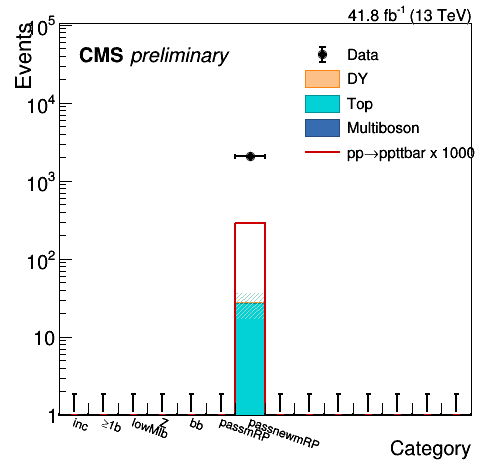 41.8 fb⁻¹ (13 TeV)
Events
CMS preliminary
Data
DY
Top
Multiboson
pp→ppttbar x 1000
10⁵
10⁴
10³
10²
10
1
inc
≥1b
lowMlb
Z
bb
passmRP
passnewmRP
Category